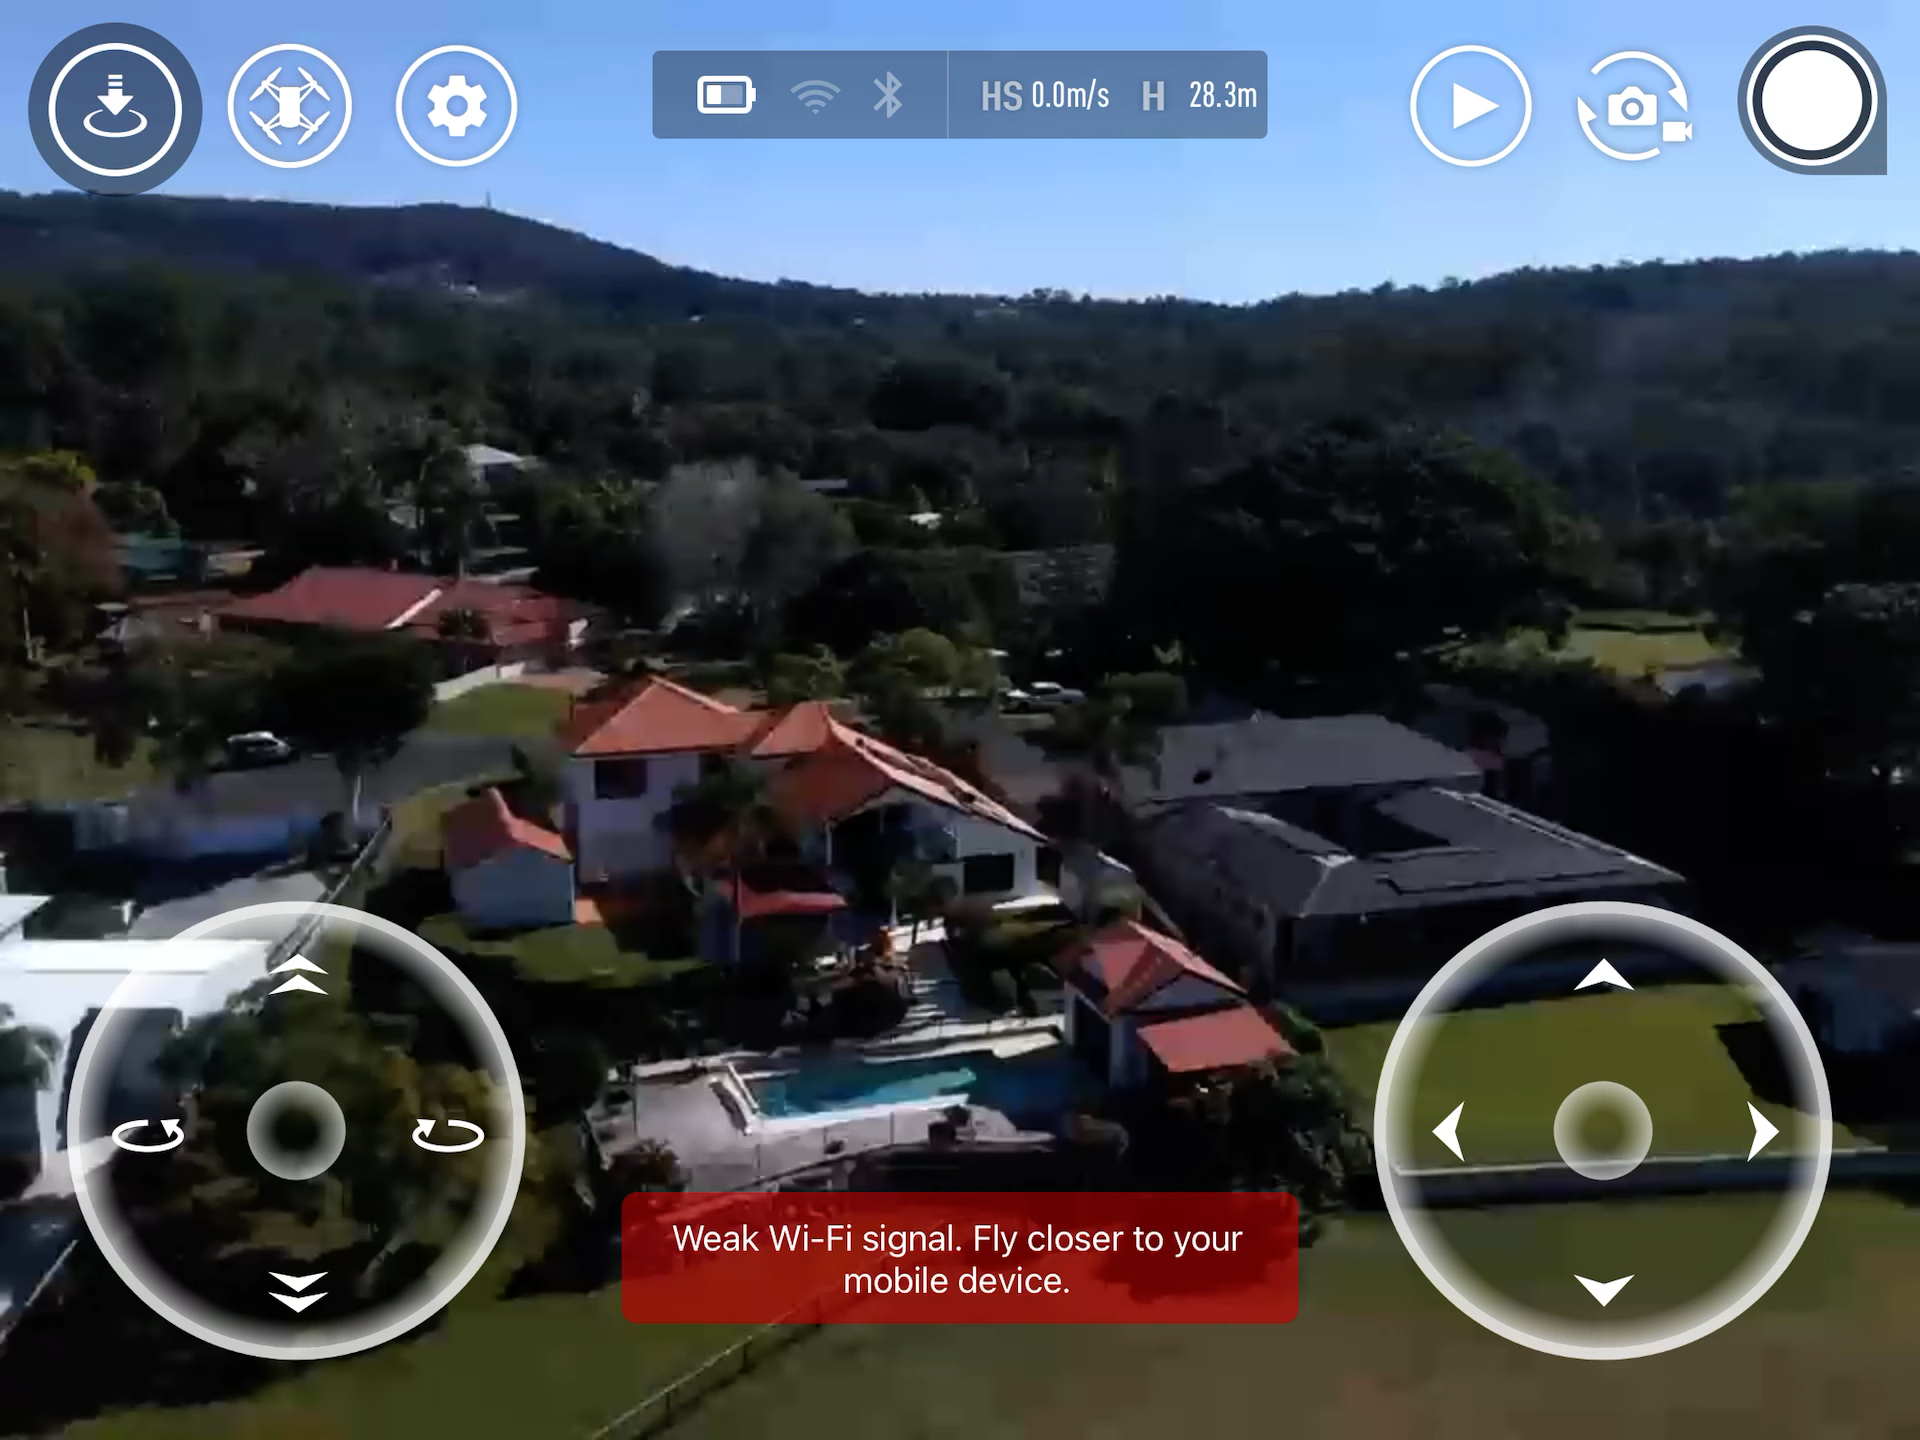 HS 0.0m/s H 28.3m
Weak Wi-Fi signal. Fly closer to your
mobile device.